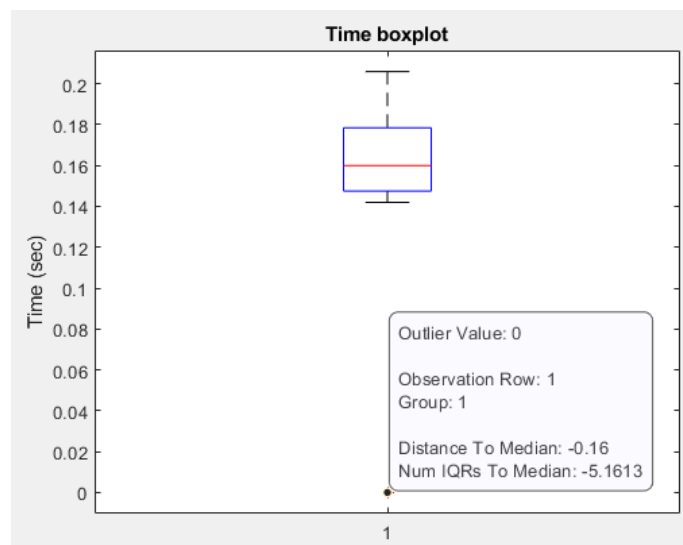 Time boxplot
0.2
0.18
0.16
0.14
0.12
0.1
0.08
0.06
0.04
0.02
0
Time (sec)
1
Outlier Value: 0
Observation Row: 1
Group: 1
Distance To Median: -0.16
Num IQRs To Median: -5.1613